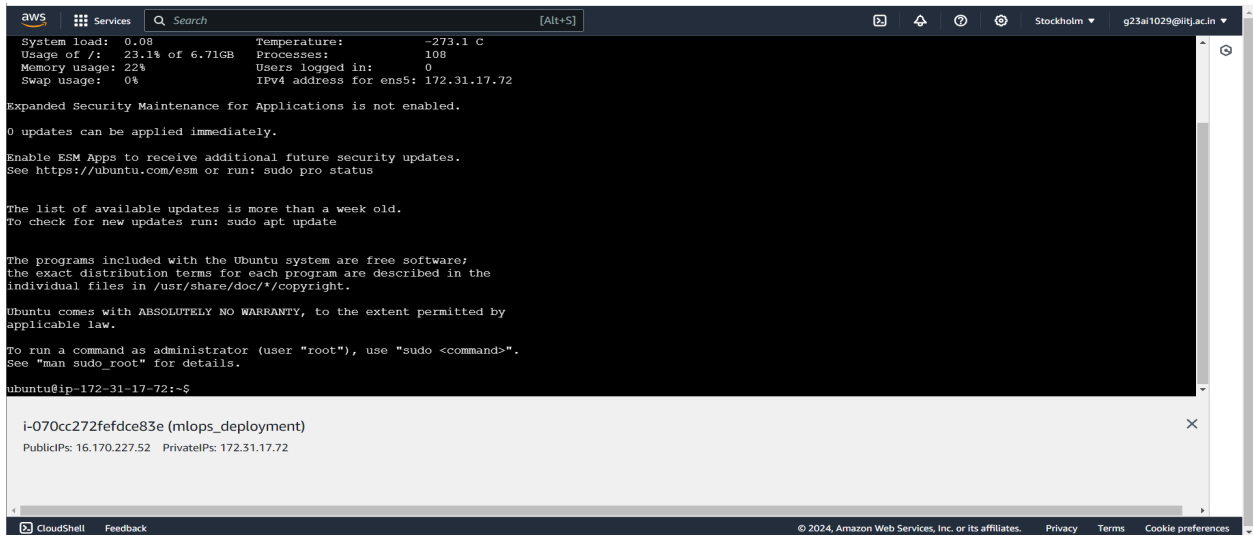 aws Services Search [Alt+S] Stockholm ▼ g23ai1029@iitj.ac.in ▼
System load: 0.08 Temperature: -273.1 C
Usage of /: 23.1% of 6.71GB Processes: 108
Memory usage: 22% Users logged in: 0
Swap usage: 0% IPv4 address for ens5: 172.31.17.72
Expanded Security Maintenance for Applications is not enabled.
0 updates can be applied immediately.
Enable ESM Apps to receive additional future security updates.
See https://ubuntu.com/esm or run: sudo pro status
The list of available updates is more than a week old.
To check for new updates run: sudo apt update
The programs included with the Ubuntu system are free software;
the exact distribution terms for each program are described in the
individual files in /usr/share/doc/*/copyright.
Ubuntu comes with ABSOLUTELY NO WARRANTY, to the extent permitted by
applicable law.
To run a command as administrator (user "root"), use "sudo <command>".
See "man sudo_root" for details.
ubuntu@ip-172-31-17-72:~$
i-070cc272fefdce83e (mlops_deployment)
PublicIPs: 16.170.227.52 PrivateIPs: 172.31.17.72
CloudShell Feedback © 2024, Amazon Web Services, Inc. or its affiliates. Privacy Terms Cookie preferences